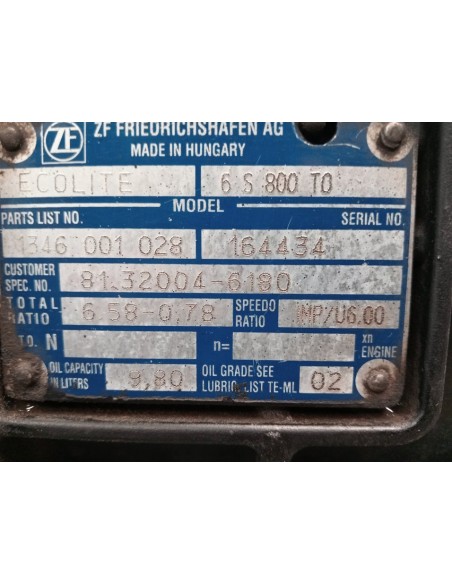 ZF FRIEDRICHSHAFEN AG
MADE IN HUNGARY
ECOLITE 6 S 800 TO
MODEL
PARTS LIST NO. SERIAL NO.
1346 001 028 164434
CUSTOMER SPEC. NO. 81.32004-6180
TOTAL RATIO 6,58-0,78 SPEEDO RATIO IMP/U6.00
T.O. N n= xn ENGINE
OIL CAPACITY IN LITERS 9,80 OIL GRADE SEE LUBRIC. LIST TE-ML 02